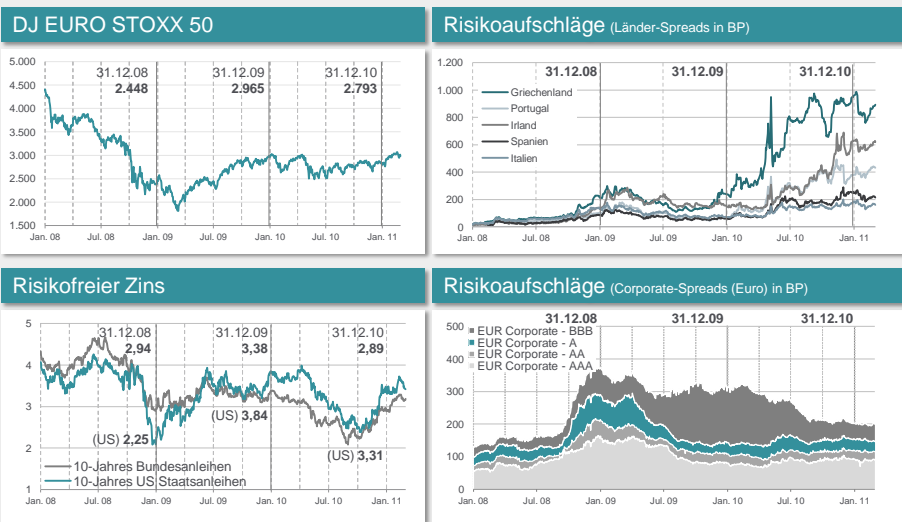 DJ EURO STOXX 50
5.000
4.500
4.000
3.500
3.000
2.500
2.000
1.500
31.12.08
2.448
31.12.09
2.965
31.12.10
2.793
Jan. 08 Jul. 08 Jan. 09 Jul. 09 Jan. 10 Jul. 10 Jan. 11
Risikoaufschläge (Länder-Spreads in BP)
1.200
1.000
800
600
400
200
0
31.12.08 31.12.09 31.12.10
Griechenland
Portugal
Irland
Spanien
Italien
Jan. 08 Jul. 08 Jan. 09 Jul. 09 Jan. 10 Jul. 10 Jan. 11
Risikofreier Zins
5
4
3
2
1
31.12.08
2,94
31.12.09
3,38
31.12.10
2,89
(US) 2,25
(US) 3,84
(US) 3,31
10-Jahres Bundesanleihen
10-Jahres US Staatsanleihen
Jan. 08 Jul. 08 Jan. 09 Jul. 09 Jan. 10 Jul. 10 Jan. 11
Risikoaufschläge (Corporate-Spreads (Euro) in BP)
500
400
300
200
100
0
31.12.08 31.12.09 31.12.10
EUR Corporate - BBB
EUR Corporate - A
EUR Corporate - AA
EUR Corporate - AAA
Jan. 08 Jul. 08 Jan. 09 Jul. 09 Jan. 10 Jul. 10 Jan. 11